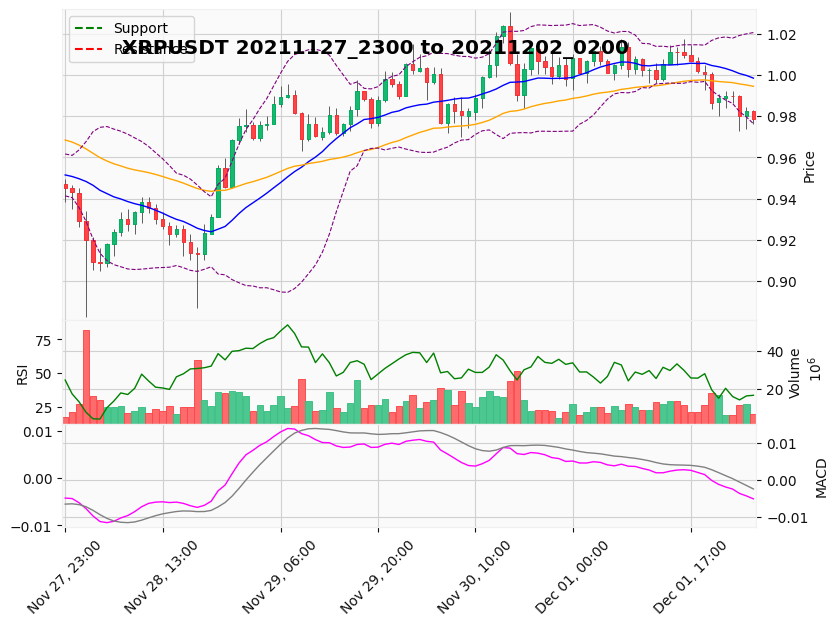 XRPUSDT 20211127_2300 to 20211202_0200
Support
Resistance
1.02
1.00
0.98
0.96
0.94
0.92
0.90
Price
75
50
25
RSI
40
20
Volume
10^6
0.01
0.00
−0.01
0.01
0.00
−0.01
MACD
Nov 27, 23:00
Nov 28, 13:00
Nov 29, 06:00
Nov 29, 20:00
Nov 30, 10:00
Dec 01, 00:00
Dec 01, 17:00